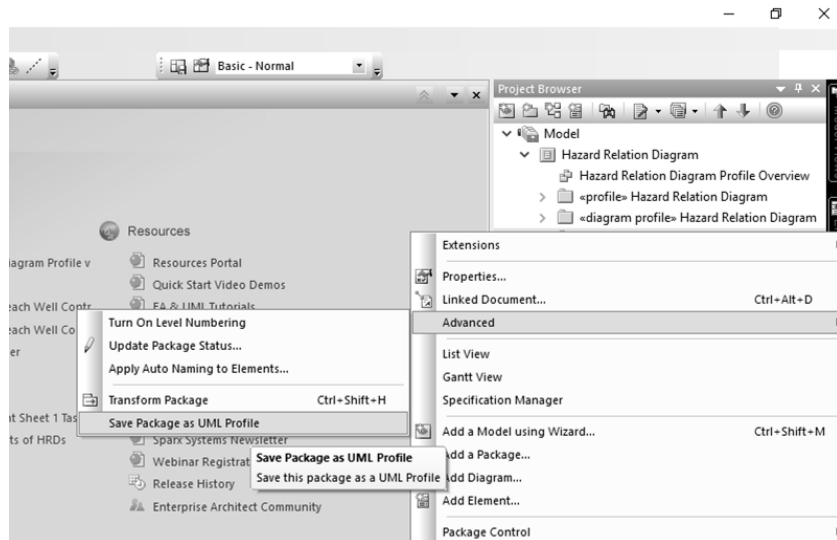 Basic - Normal
Project Browser
Model
Hazard Relation Diagram
Hazard Relation Diagram Profile Overview
«profile» Hazard Relation Diagram
«diagram profile» Hazard Relation Diagram
Resources
iagram Profile v
Resources Portal
Quick Start Video Demos
each Well Contr
EA & UML Tutorials
each Well Co
er
nt Sheet 1 Tas
ts of HRDs
Sparx Systems Newsletter
Webinar Registrat
Release History
Enterprise Architect Community
Extensions
Properties...
Linked Document... Ctrl+Alt+D
Advanced
List View
Gantt View
Specification Manager
Add a Model using Wizard... Ctrl+Shift+M
Add a Package...
Add Diagram...
Add Element...
Package Control
Turn On Level Numbering
Update Package Status...
Apply Auto Naming to Elements...
Transform Package Ctrl+Shift+H
Save Package as UML Profile
Save Package as UML Profile
Save this package as a UML Profile